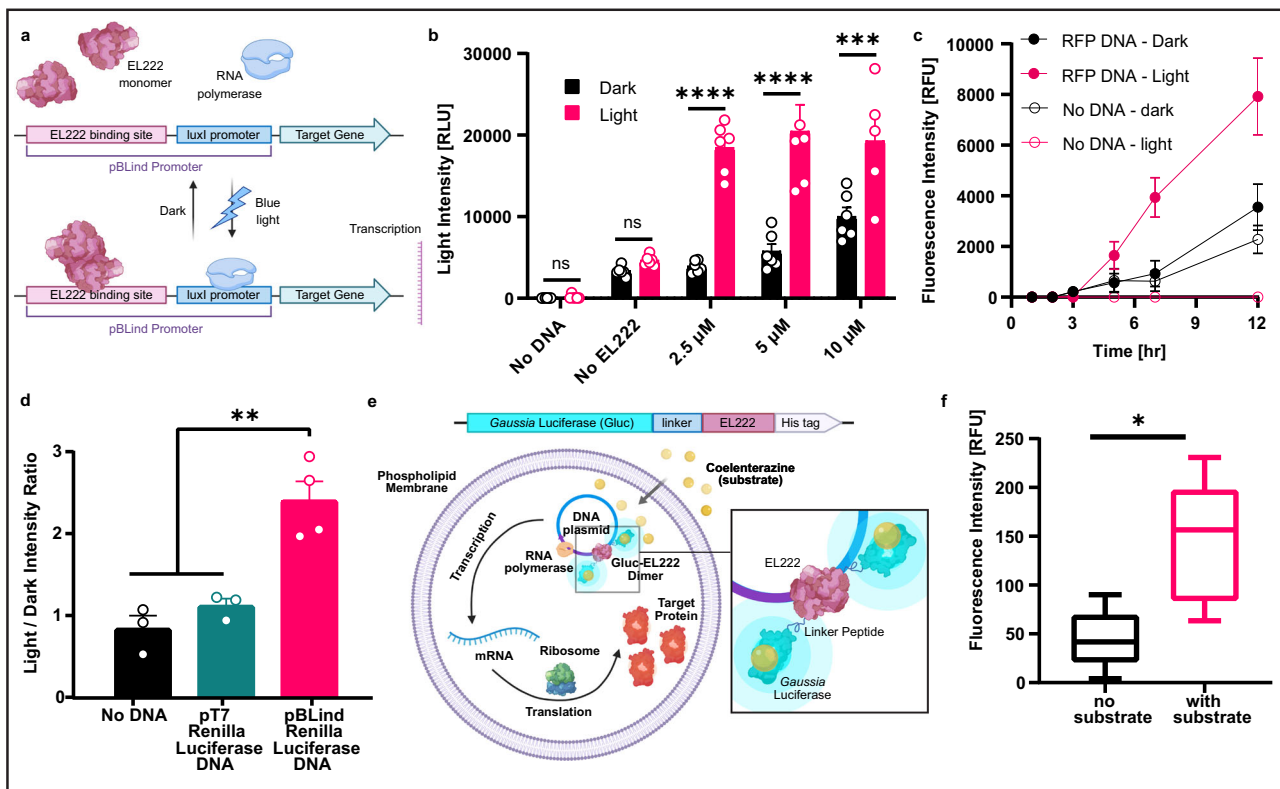 a
EL222
monomer
RNA
polymerase
EL222 binding site
luxI promoter
Target Gene
pBLind Promoter
Dark
Blue
light
Transcription
EL222 binding site
luxI promoter
Target Gene
pBLind Promoter
b
Light Intensity [RLU]
30000
20000
10000
0
Dark
Light
ns
ns
****
****
***
No DNA
No EL222
2.5 µM
5 µM
10 µM
c
Fluorescence Intensity [RFU]
10000
8000
6000
4000
2000
0
RFP DNA - Dark
RFP DNA - Light
No DNA - dark
No DNA - light
0 3 6 9 12
Time [hr]
d
Light / Dark Intensity Ratio
3
2
1
0
**
No DNA
pT7
Renilla
Luciferase
DNA
pBLind
Renilla
Luciferase
DNA
e
Gaussia Luciferase (Gluc)
linker
EL222
His tag
Phospholipid
Membrane
Coelenterazine
(substrate)
Transcription
DNA
plasmid
RNA
polymerase
Gluc-EL222
Dimer
Target
Protein
mRNA
Ribosome
Translation
EL222
Linker Peptide
Gaussia
Luciferase
f
Fluorescence Intensity [RFU]
250
200
150
100
50
0
*
no
substrate
with
substrate